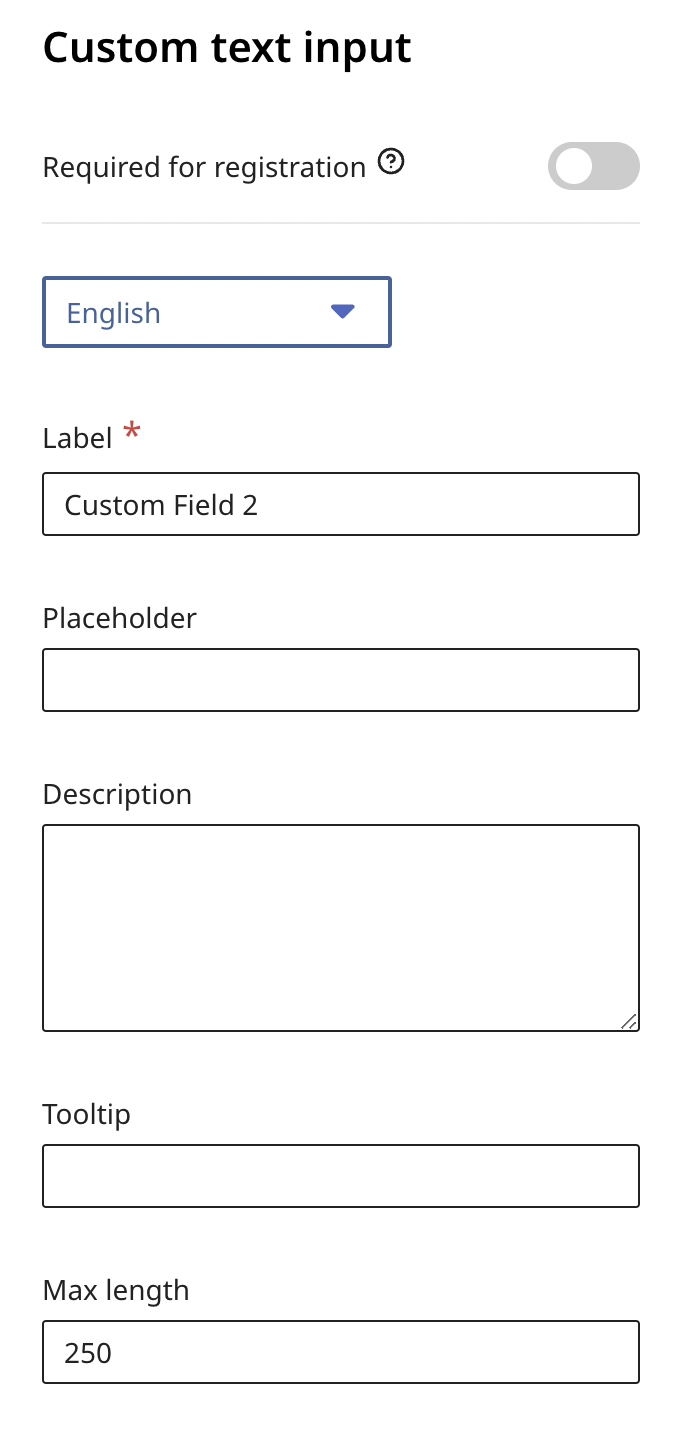 Custom text input
Required for registration ?
English
Label *
Custom Field 2
Placeholder
Description
Tooltip
Max length
250